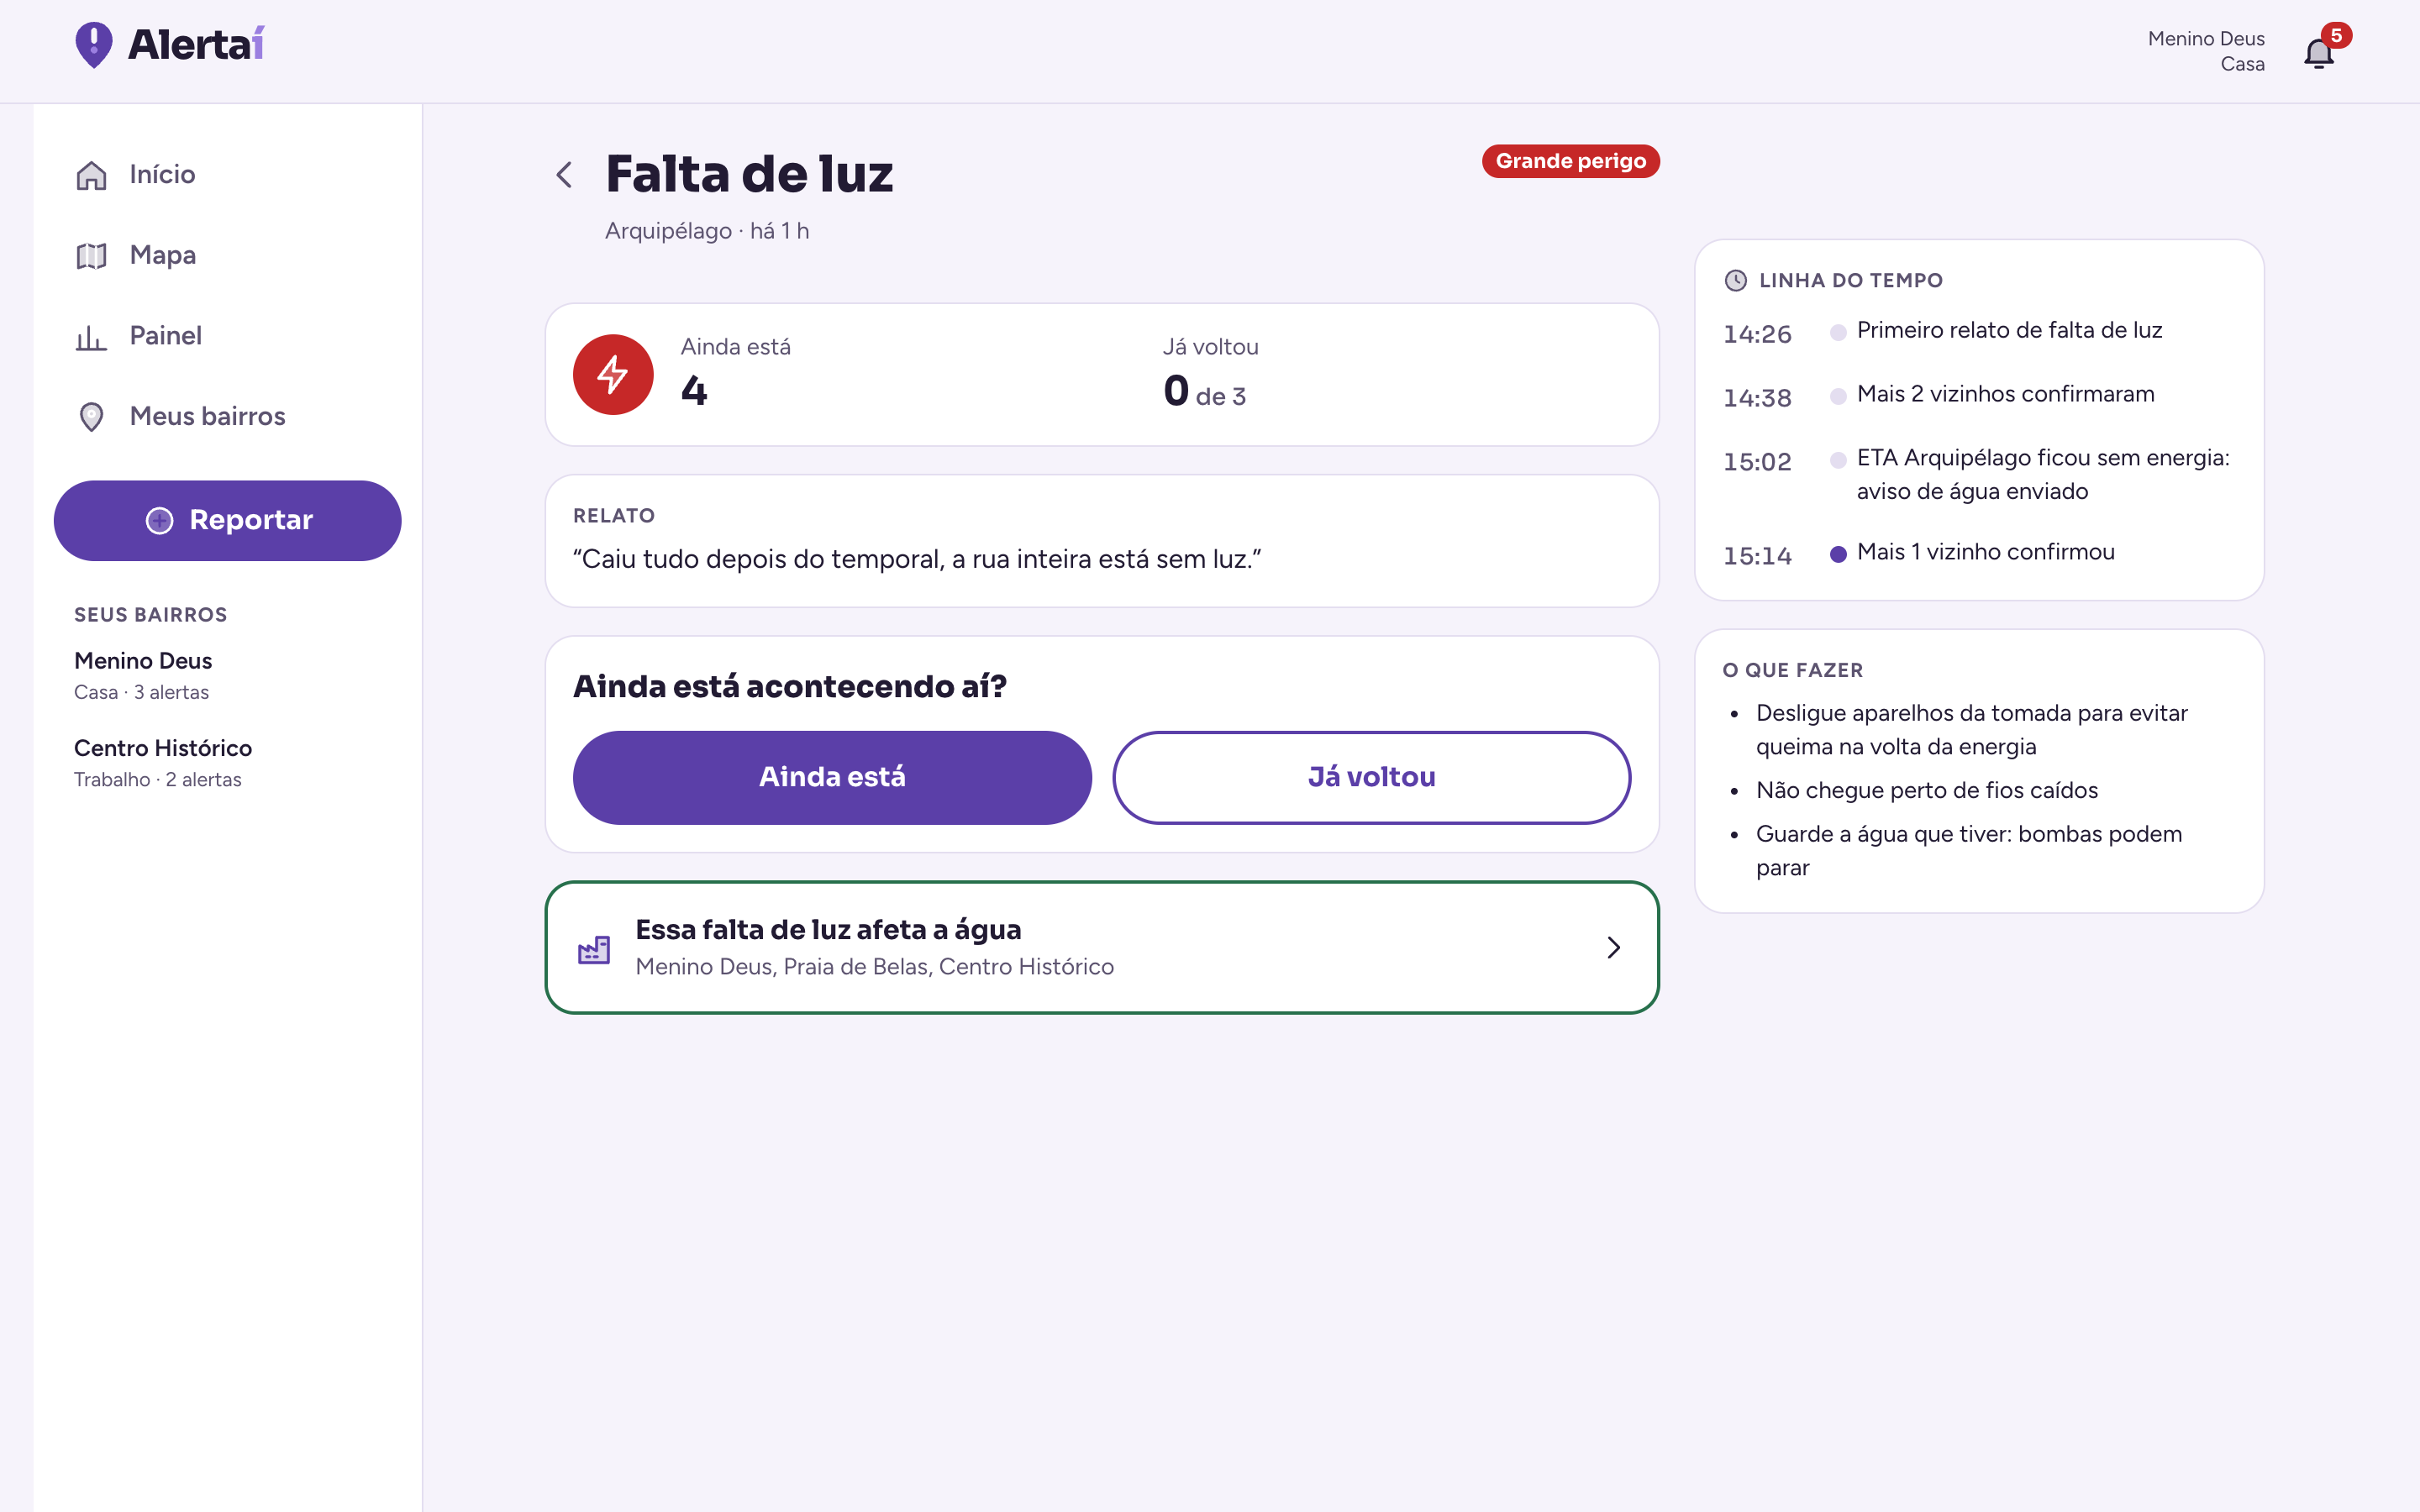 Alertaí
Menino Deus
Casa
5
Início
Mapa
Painel
Meus bairros
Reportar
SEUS BAIRROS
Menino Deus
Casa · 3 alertas
Centro Histórico
Trabalho · 2 alertas
Falta de luz
Grande perigo
Arquipélago · há 1 h
Ainda está
4
Já voltou
0 de 3
RELATO
“Caiu tudo depois do temporal, a rua inteira está sem luz.”
Ainda está acontecendo aí?
Ainda está
Já voltou
Essa falta de luz afeta a água
Menino Deus, Praia de Belas, Centro Histórico
LINHA DO TEMPO
14:26 Primeiro relato de falta de luz
14:38 Mais 2 vizinhos confirmaram
15:02 ETA Arquipélago ficou sem energia:
aviso de água enviado
15:14 Mais 1 vizinho confirmou
O QUE FAZER
• Desligue aparelhos da tomada para evitar
queima na volta da energia
• Não chegue perto de fios caídos
• Guarde a água que tiver: bombas podem
parar